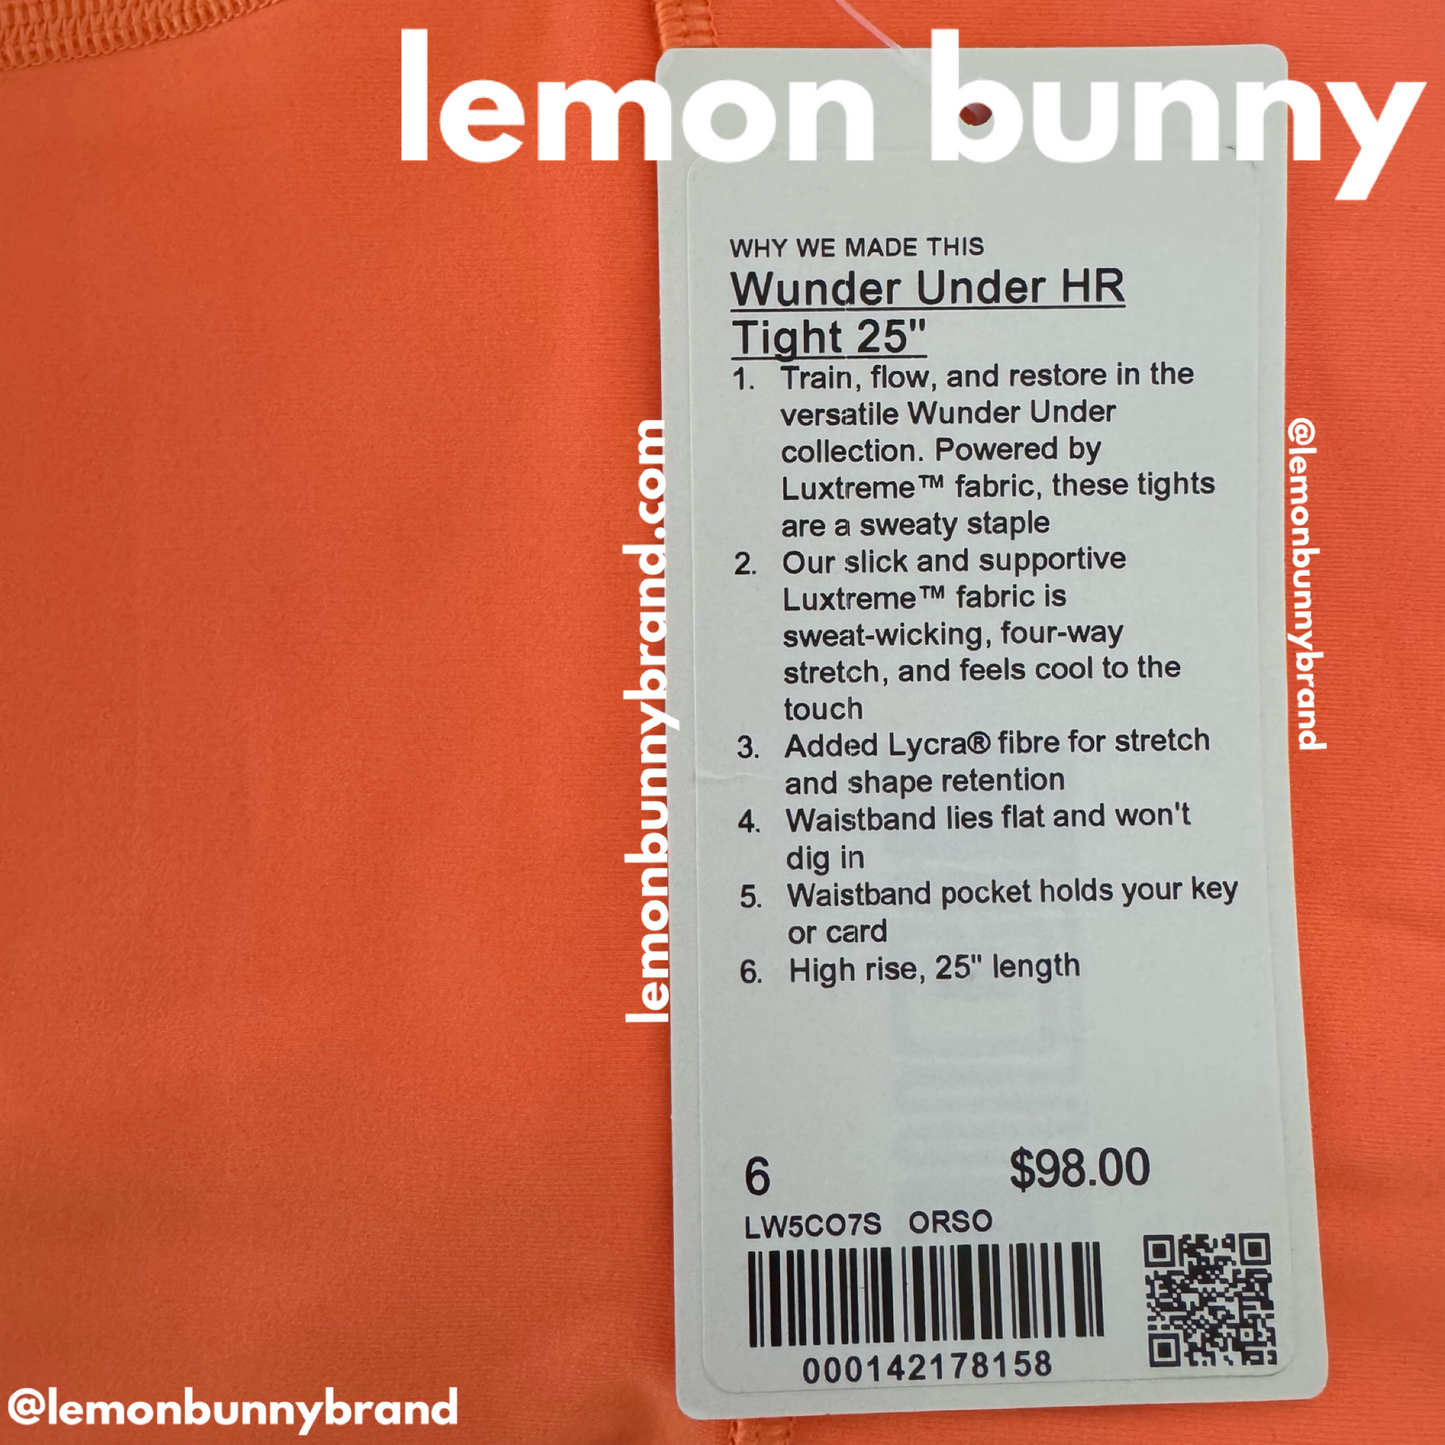 lemon bunny
WHY WE MADE THIS
Wunder Under HR
Tight 25"
1. Train, flow, and restore in the
versatile Wunder Under
collection. Powered by
Luxtreme™ fabric, these tights
are a sweaty staple
2. Our slick and supportive
Luxtreme™ fabric is
sweat-wicking, four-way
stretch, and feels cool to the
touch
3. Added Lycra® fibre for stretch
and shape retention
4. Waistband lies flat and won't
dig in
5. Waistband pocket holds your key
or card
6. High rise, 25" length
6 $98.00
LW5CO7S ORSO
000142178158
lemonbunnybrand.com
@lemonbunnybrand
@lemonbunnybrand